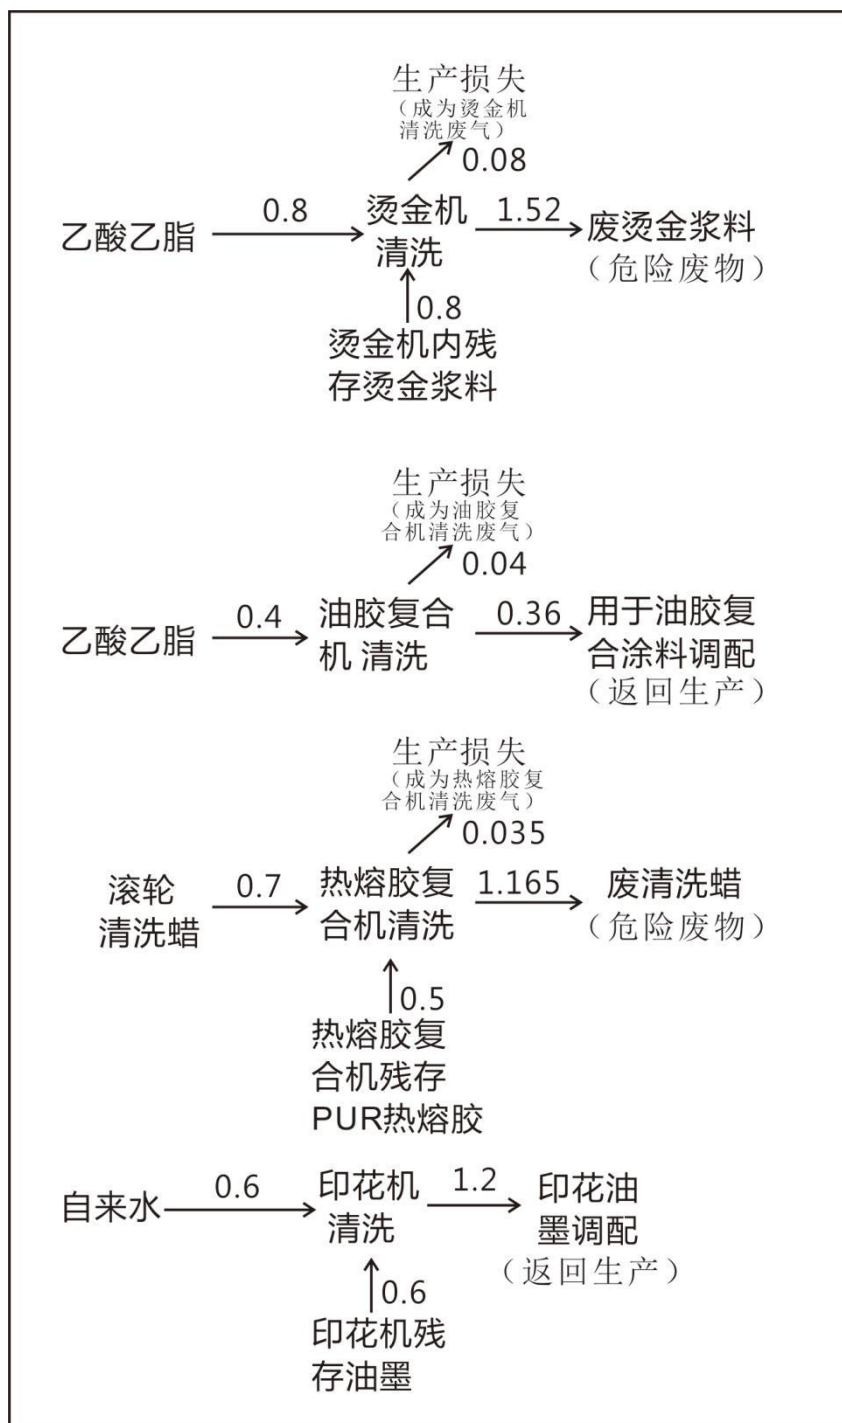 生产损失
（成为烫金机
清洗废气）
0.08
乙酸乙脂
0.8
烫金机
清洗
1.52
废烫金浆料
（危险废物）
0.8
烫金机内残
存烫金浆料
生产损失
（成为油胶复
合机清洗废气）
0.04
乙酸乙脂
0.4
油胶复合
机 清洗
0.36
用于油胶复
合涂料调配
（返回生产）
生产损失
（成为热熔胶复
合机清洗废气）
0.035
滚轮
清洗蜡
0.7
热熔胶复
合机清洗
1.165
废清洗蜡
（危险废物）
0.5
热熔胶复
合机残存
PUR热熔胶
自来水
0.6
印花机
清洗
1.2
印花油
墨调配
（返回生产）
0.6
印花机残
存油墨